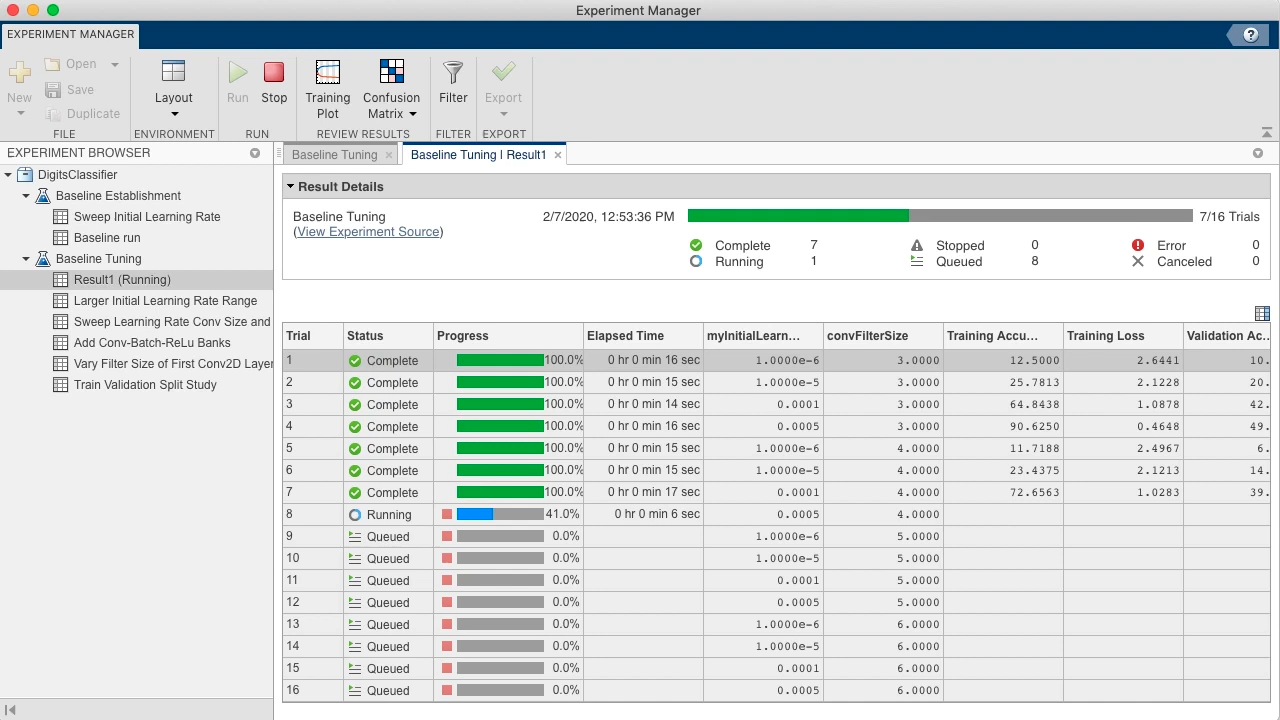 Experiment Manager
EXPERIMENT MANAGER
?
New
Open
Save
Duplicate
FILE
Layout
ENVIRONMENT
Run
Stop
RUN
Training Plot
Confusion Matrix
REVIEW RESULTS
Filter
FILTER
Export
EXPORT
EXPERIMENT BROWSER
DigitsClassifier
Baseline Establishment
Sweep Initial Learning Rate
Baseline run
Baseline Tuning
Result1 (Running)
Larger Initial Learning Rate Range
Sweep Learning Rate Conv Size and
Add Conv-Batch-ReLu Banks
Vary Filter Size of First Conv2D Layer
Train Validation Split Study
Baseline Tuning
Baseline Tuning | Result1
Result Details
Baseline Tuning 2/7/2020, 12:53:36 PM 7/16 Trials
(View Experiment Source)
Complete 7 Stopped 0 Error 0
Running 1 Queued 8 Canceled 0
Trial Status Progress Elapsed Time myInitialLearn... convFilterSize Training Accu... Training Loss Validation Ac...
1 Complete 100.0% 0 hr 0 min 16 sec 1.0000e-6 3.0000 12.5000 2.6441 10.
2 Complete 100.0% 0 hr 0 min 15 sec 1.0000e-5 3.0000 25.7813 2.1228 20.
3 Complete 100.0% 0 hr 0 min 14 sec 0.0001 3.0000 64.8438 1.0878 42.
4 Complete 100.0% 0 hr 0 min 16 sec 0.0005 3.0000 90.6250 0.4648 49.
5 Complete 100.0% 0 hr 0 min 15 sec 1.0000e-6 4.0000 11.7188 2.4967 6.
6 Complete 100.0% 0 hr 0 min 15 sec 1.0000e-5 4.0000 23.4375 2.1213 14.
7 Complete 100.0% 0 hr 0 min 17 sec 0.0001 4.0000 72.6563 1.0283 39.
8 Running 41.0% 0 hr 0 min 6 sec 0.0005 4.0000
9 Queued 0.0% 1.0000e-6 5.0000
10 Queued 0.0% 1.0000e-5 5.0000
11 Queued 0.0% 0.0001 5.0000
12 Queued 0.0% 0.0005 5.0000
13 Queued 0.0% 1.0000e-6 6.0000
14 Queued 0.0% 1.0000e-5 6.0000
15 Queued 0.0% 0.0001 6.0000
16 Queued 0.0% 0.0005 6.0000